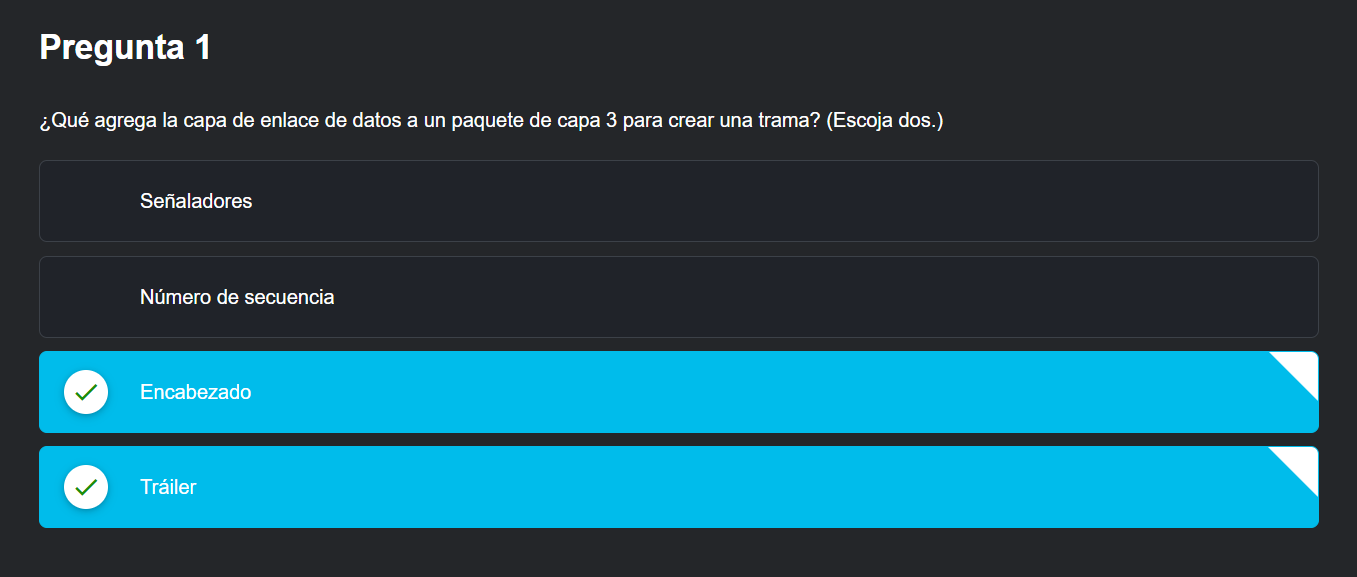 Pregunta 1
¿Qué agrega la capa de enlace de datos a un paquete de capa 3 para crear una trama? (Escoja dos.)
Señaladores
Número de secuencia
Encabezado
Tráiler